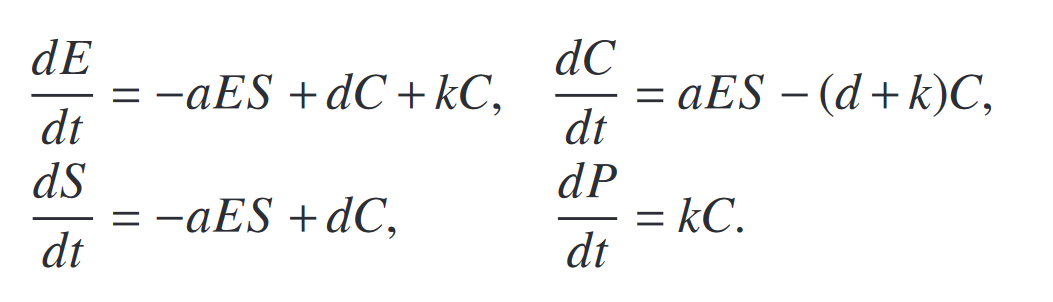 dE/dt = −aES + dC + kC, dC/dt = aES − (d + k)C,
dS/dt = −aES + dC, dP/dt = kC.